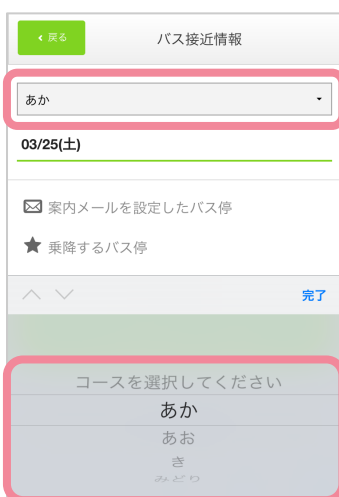 戻る
バス接近情報
あか
03/25(土)
案内メールを設定したバス停
乗降するバス停
完了
コースを選択してください
あか
あお
き
みどり